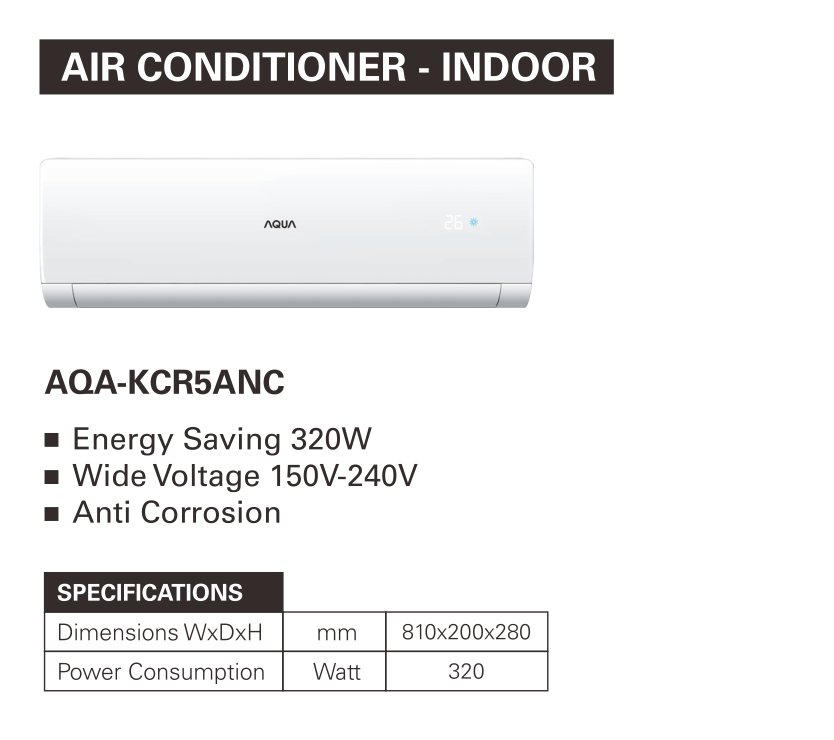 AIR CONDITIONER - INDOOR
AQUA
26
AQA-KCR5ANC
■ Energy Saving 320W
■ Wide Voltage 150V-240V
■ Anti Corrosion
SPECIFICATIONS
Dimensions WxDxH mm 810x200x280
Power Consumption Watt 320